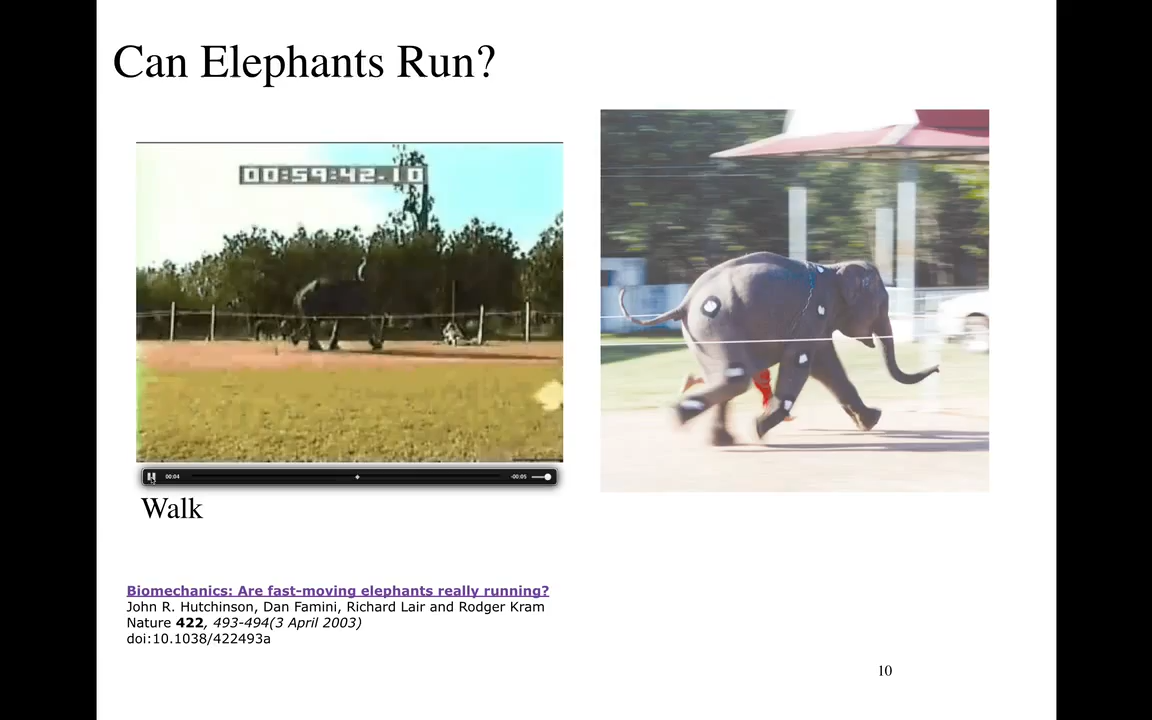 Can Elephants Run?
00:59:42.10
00:04
-00:05
Walk
Biomechanics: Are fast-moving elephants really running?
John R. Hutchinson, Dan Famini, Richard Lair and Rodger Kram
Nature 422, 493-494(3 April 2003)
doi:10.1038/422493a
10